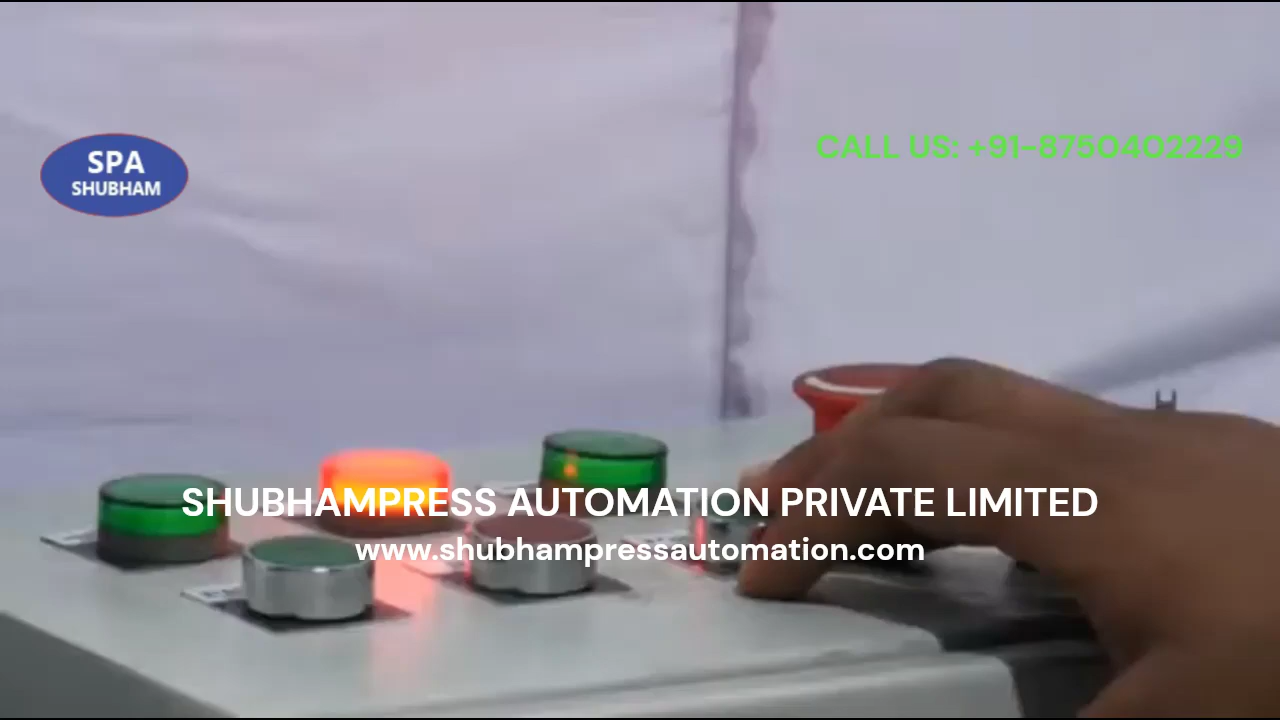 SPA
SHUBHAM
CALL US: +91-8750402229
SHUBHAMPRESS AUTOMATION PRIVATE LIMITED
www.shubhampressautomation.com